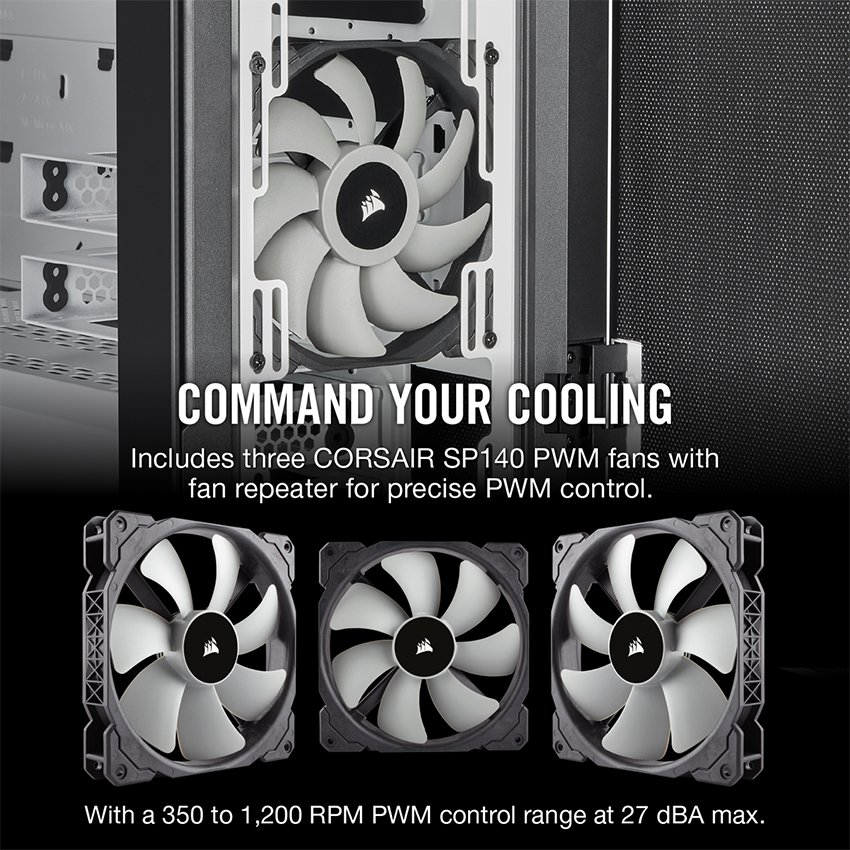 COMMAND YOUR COOLING
Includes three CORSAIR SP140 PWM fans with
fan repeater for precise PWM control.
With a 350 to 1,200 RPM PWM control range at 27 dBA max.